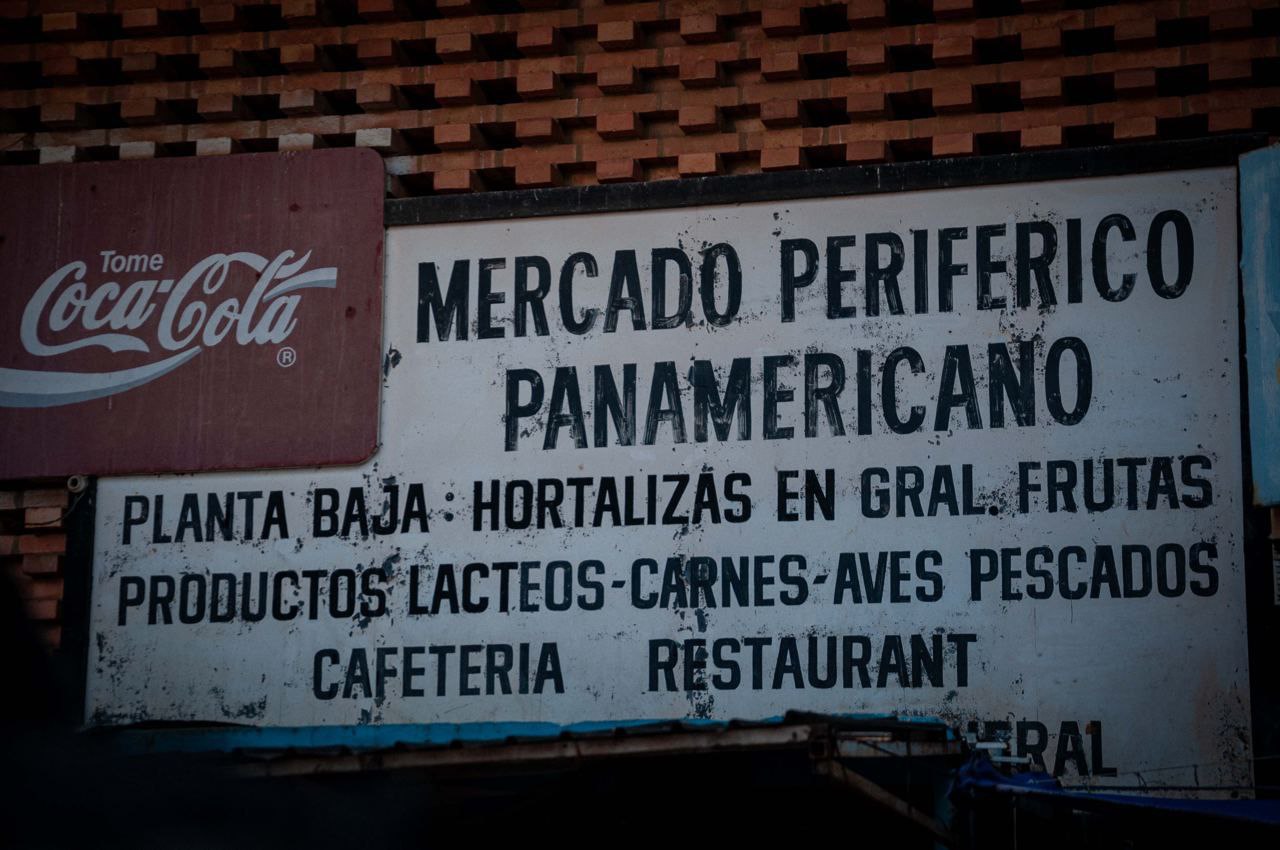 Tome
Coca-Cola
®
MERCADO PERIFERICO
PANAMERICANO
PLANTA BAJA: HORTALIZAS EN GRAL. FRUTAS
PRODUCTOS LACTEOS-CARNES-AVES PESCADOS
CAFETERIA RESTAURANT